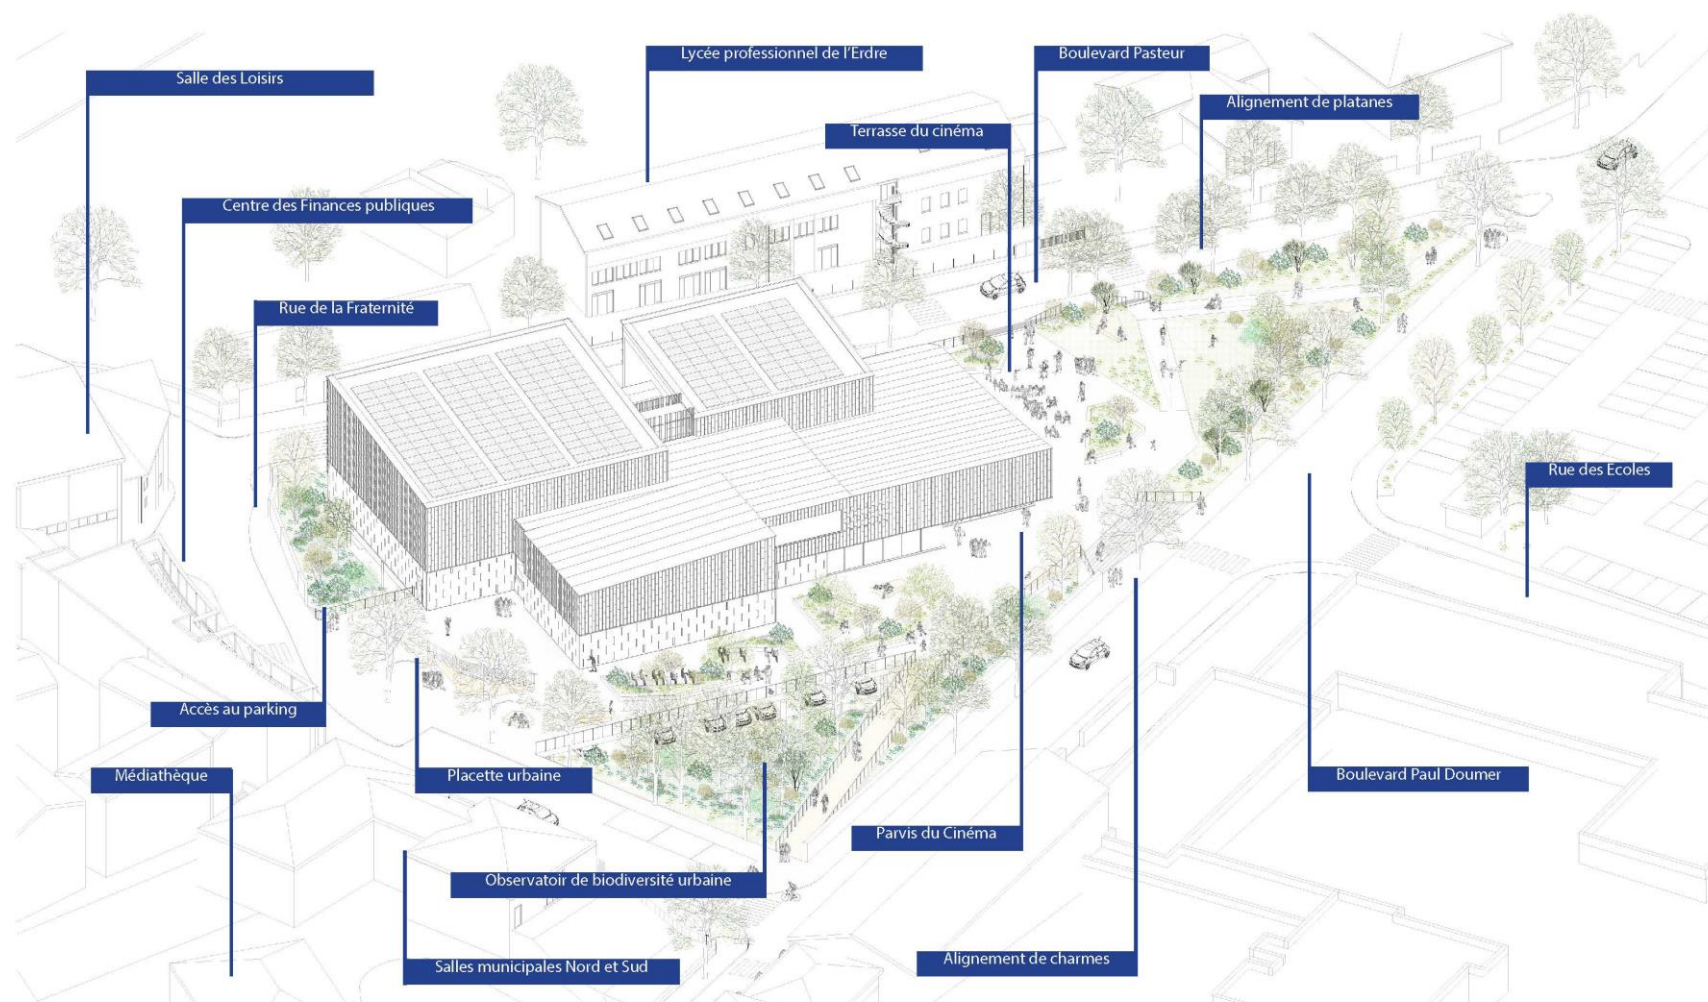 Lycée professionnel de l'Erdre
Boulevard Pasteur
Salle des Loisirs
Alignement de platanes
Terrasse du cinéma
Centre des Finances publiques
Rue de la Fraternité
Rue des Ecoles
Accès au parking
Médiathèque
Placette urbaine
Boulevard Paul Doumer
Parvis du Cinéma
Observatoir de biodiversité urbaine
Alignement de charmes
Salles municipales Nord et Sud